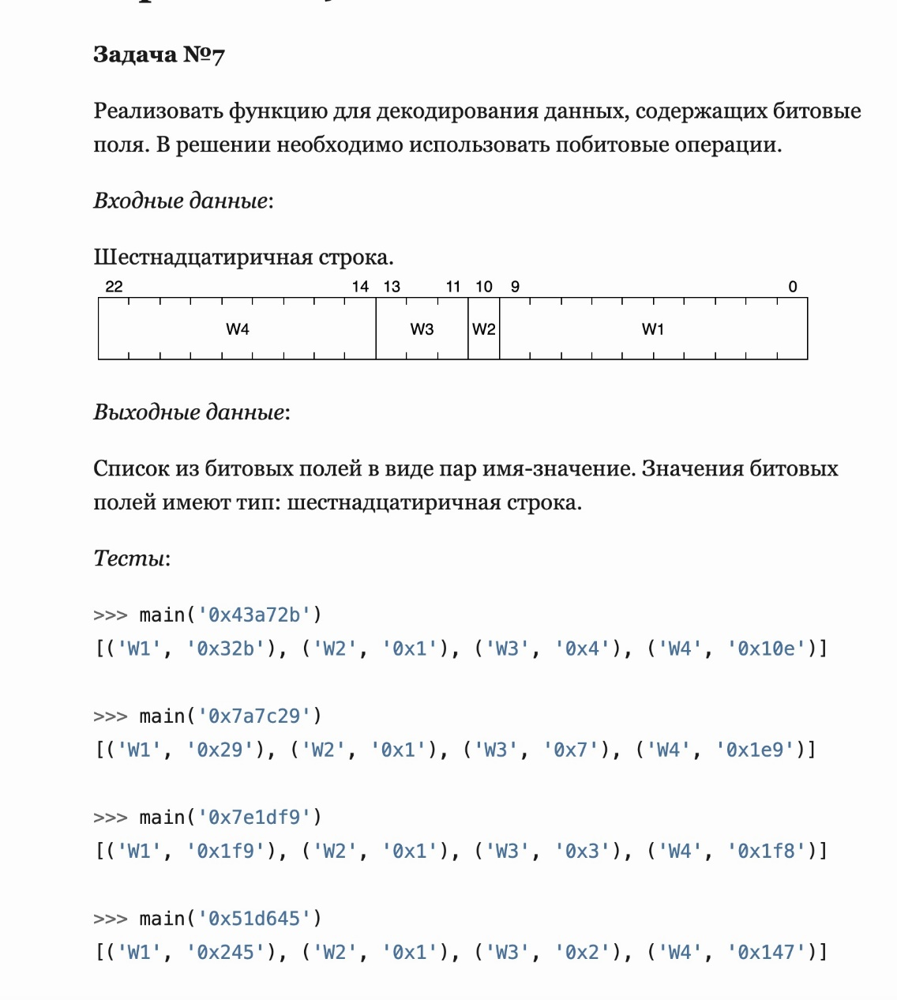 Задача №7
Реализовать функцию для декодирования данных, содержащих битовые
поля. В решении необходимо использовать побитовые операции.
Входные данные:
Шестнадцатиричная строка.
22 14 13 11 10 9 0
W4 W3 W2 W1
Выходные данные:
Список из битовых полей в виде пар имя-значение. Значения битовых
полей имеют тип: шестнадцатиричная строка.
Тесты:
>>> main('0x43a72b')
[('W1', '0x32b'), ('W2', '0x1'), ('W3', '0x4'), ('W4', '0x10e')]
>>> main('0x7a7c29')
[('W1', '0x29'), ('W2', '0x1'), ('W3', '0x7'), ('W4', '0x1e9')]
>>> main('0x7e1df9')
[('W1', '0x1f9'), ('W2', '0x1'), ('W3', '0x3'), ('W4', '0x1f8')]
>>> main('0x51d645')
[('W1', '0x245'), ('W2', '0x1'), ('W3', '0x2'), ('W4', '0x147')]